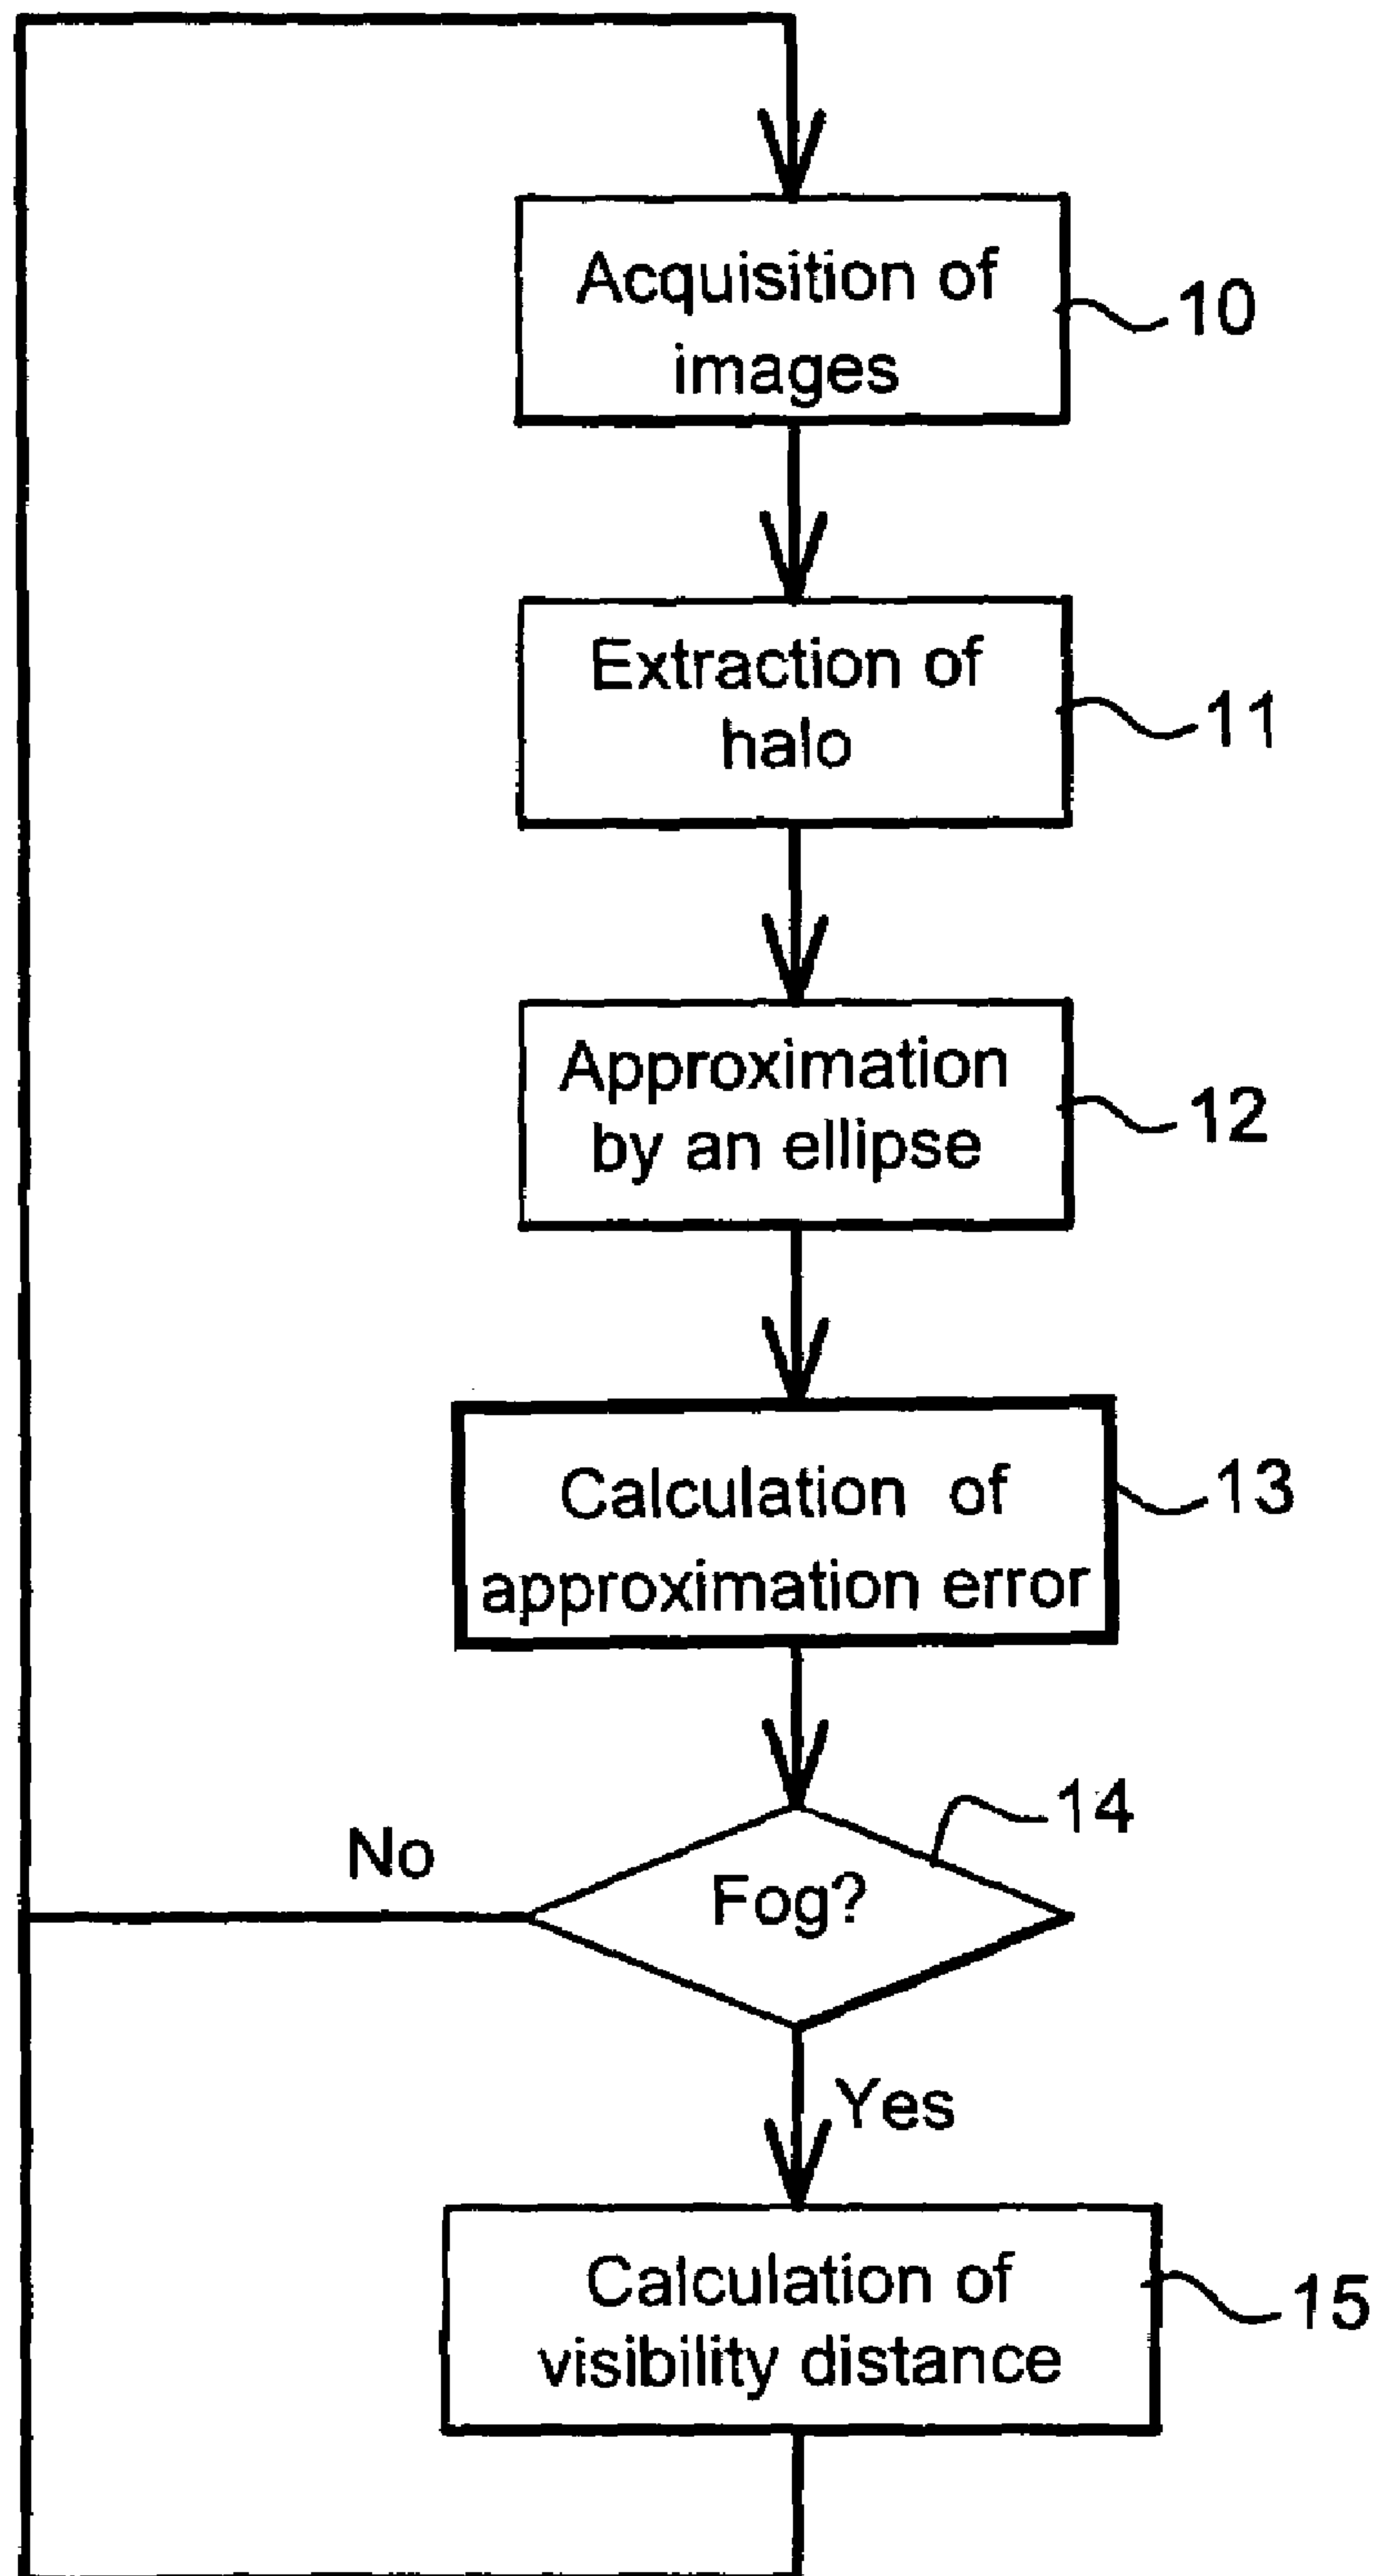 Acquisition of
images
10
Extraction of
halo
11
Approximation
by an ellipse
12
Calculation of
approximation error
13
14
No
Fog?
Yes
Calculation of
visibility distance
15